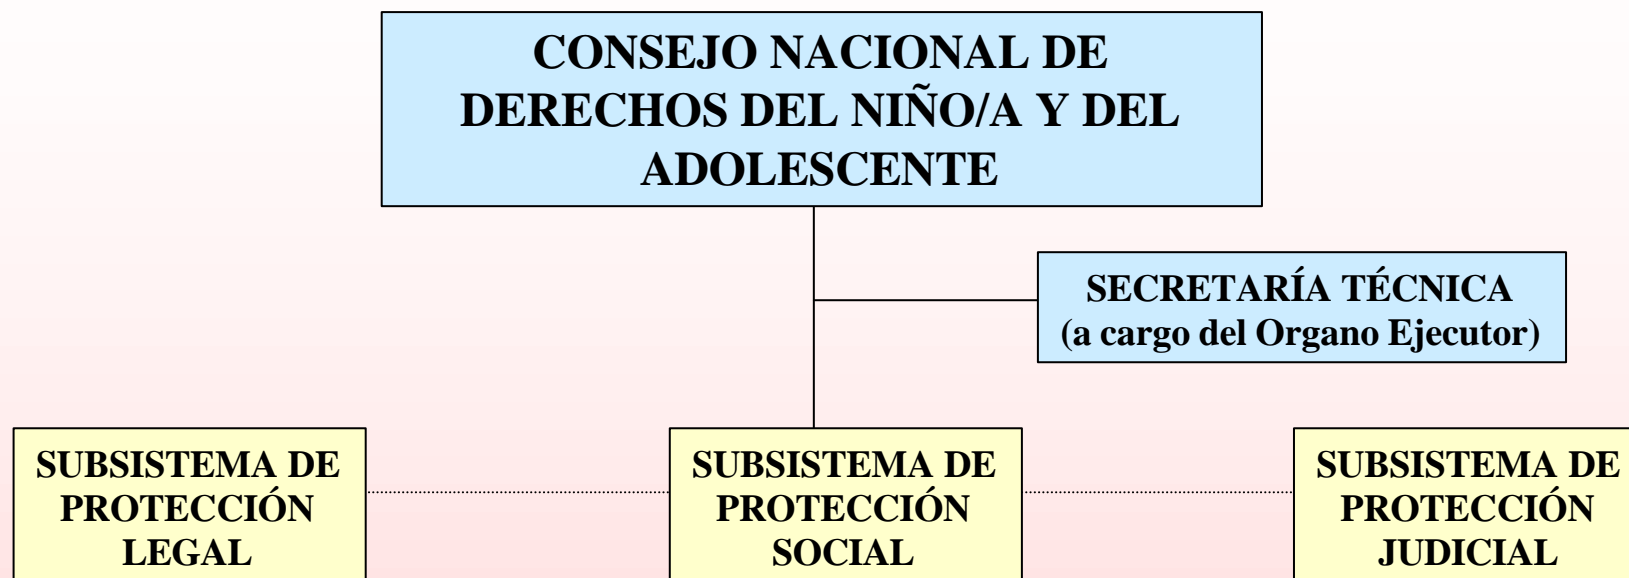 CONSEJO NACIONAL DE
DERECHOS DEL NIÑO/A Y DEL
ADOLESCENTE
SECRETARÍA TÉCNICA
(a cargo del Organo Ejecutor)
SUBSISTEMA DE
PROTECCIÓN
LEGAL
SUBSISTEMA DE
PROTECCIÓN
SOCIAL
SUBSISTEMA DE
PROTECCIÓN
JUDICIAL